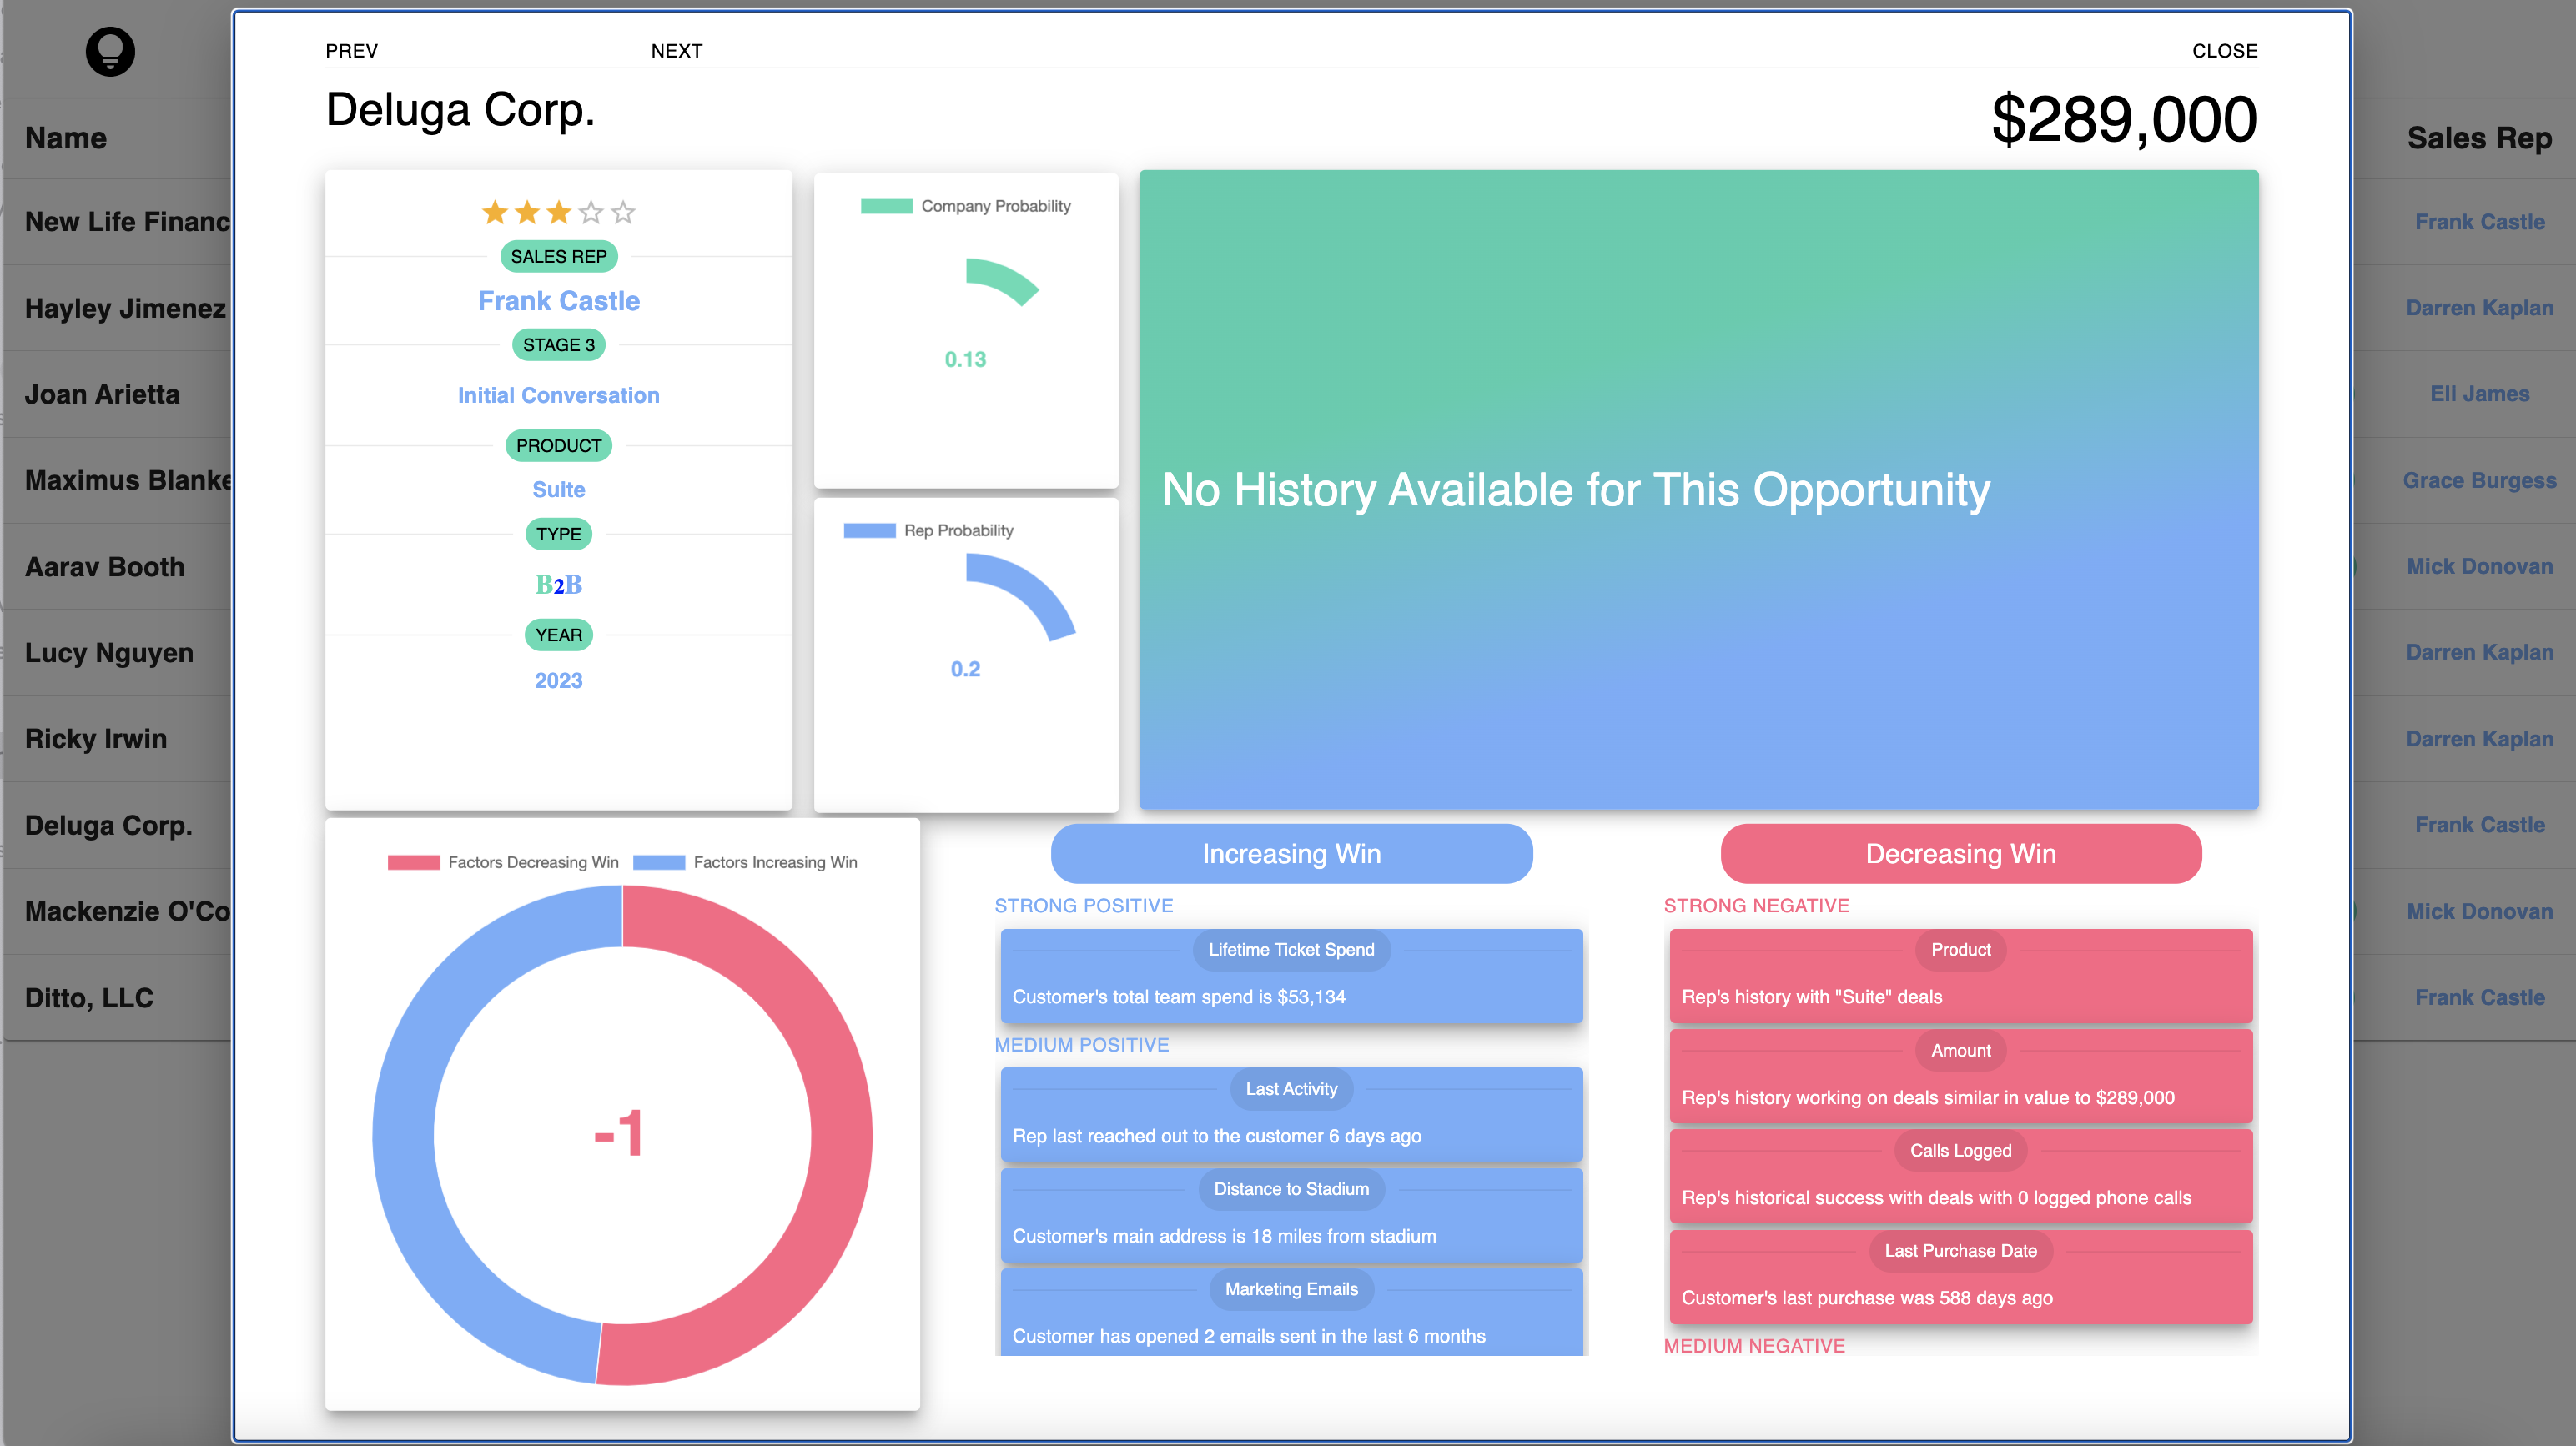 PREV
NEXT
CLOSE
Deluga Corp.
$289,000
Name
Sales Rep
New Life Financ
Frank Castle
Hayley Jimenez
Darren Kaplan
Joan Arietta
Eli James
Maximus Blanke
Grace Burgess
Aarav Booth
Mick Donovan
Lucy Nguyen
Darren Kaplan
Ricky Irwin
Darren Kaplan
Deluga Corp.
Frank Castle
Mackenzie O'Co
Mick Donovan
Ditto, LLC
Frank Castle
SALES REP
Frank Castle
STAGE 3
Initial Conversation
PRODUCT
Suite
TYPE
B2B
YEAR
2023
Company Probability
0.13
Rep Probability
0.2
No History Available for This Opportunity
Factors Decreasing Win
Factors Increasing Win
-1
Increasing Win
STRONG POSITIVE
Lifetime Ticket Spend
Customer's total team spend is $53,134
MEDIUM POSITIVE
Last Activity
Rep last reached out to the customer 6 days ago
Distance to Stadium
Customer's main address is 18 miles from stadium
Marketing Emails
Customer has opened 2 emails sent in the last 6 months
Decreasing Win
STRONG NEGATIVE
Product
Rep's history with "Suite" deals
Amount
Rep's history working on deals similar in value to $289,000
Calls Logged
Rep's historical success with deals with 0 logged phone calls
Last Purchase Date
Customer's last purchase was 588 days ago
MEDIUM NEGATIVE